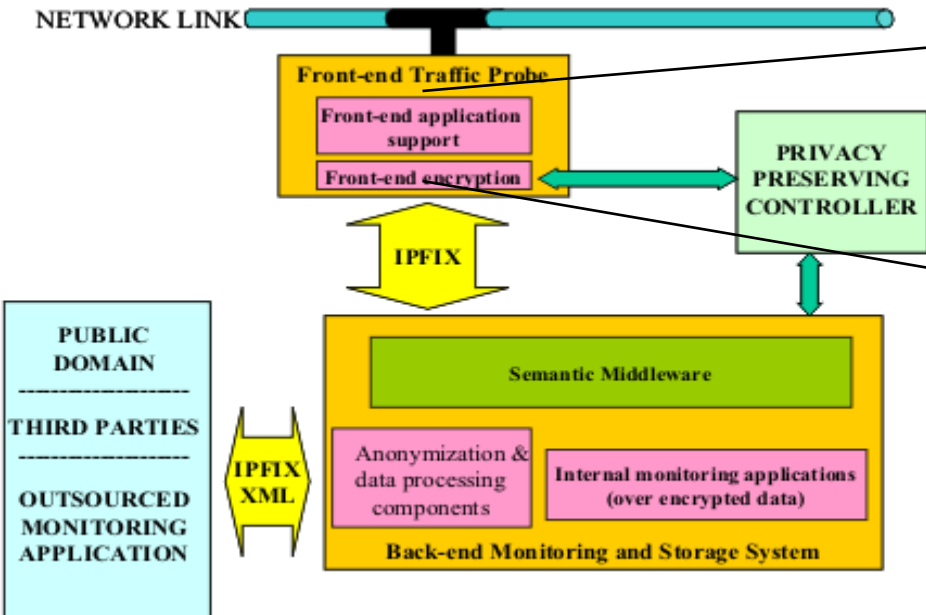 NETWORK LINK
Front-end Traffic Probe
Front-end application
support
Front-end encryption
PRIVACY
PRESERVING
CONTROLLER
IPFIX
PUBLIC
DOMAIN
----------------------
THIRD PARTIES
----------------------
OUTSOURCED
MONITORING
APPLICATION
IPFIX
XML
Semantic Middleware
Anonymization &
data processing
components
Internal monitoring applications
(over encrypted data)
Back-end Monitoring and Storage System